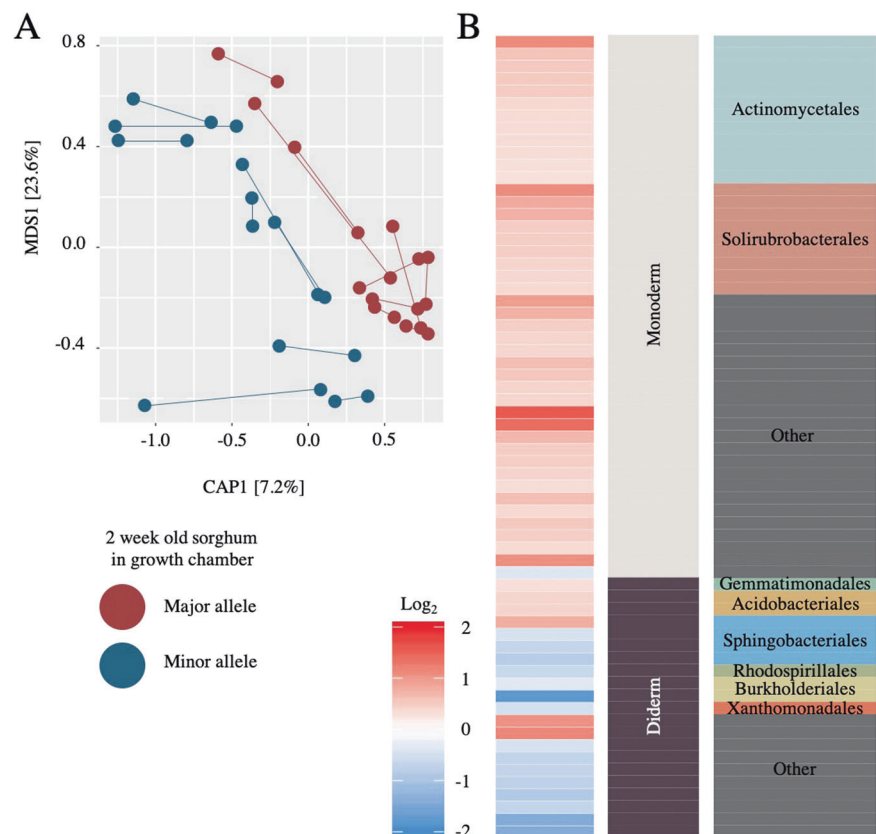 A
0.8
0.4
0.0
-0.4
MDS1 [23.6%]
-1.0
-0.5
0.0
0.5
CAP1 [7.2%]
2 week old sorghum
in growth chamber
Major allele
Minor allele
B
Log2
2
1
0
-1
-2
Monoderm
Diderm
Actinomycetales
Solirubrobacterales
Other
Gemmatimonadales
Acidobacteriales
Sphingobacteriales
Rhodospirillales
Burkholderiales
Xanthomonadales
Other